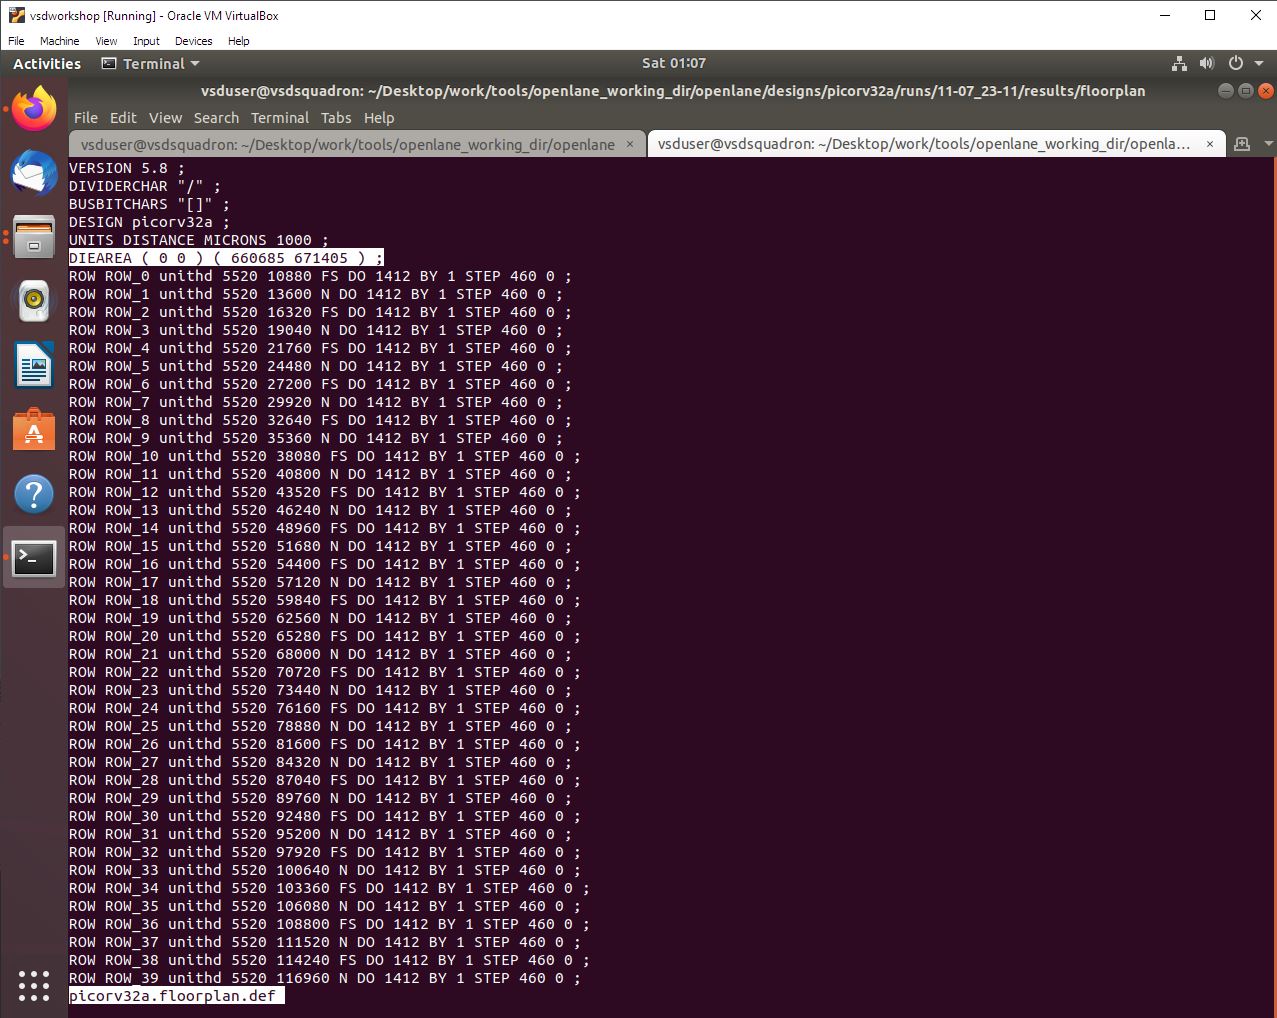 vsdworkshop [Running] - Oracle VM VirtualBox
File Machine View Input Devices Help
Activities Terminal Sat 01:07
vsduser@vsdsquadron: ~/Desktop/work/tools/openlane_working_dir/openlane/designs/picorv32a/runs/11-07_23-11/results/floorplan
File Edit View Search Terminal Tabs Help
vsduser@vsdsquadron: ~/Desktop/work/tools/openlane_working_dir/openlane × vsduser@vsdsquadron: ~/Desktop/work/tools/openlane_working_dir/openla... ×
VERSION 5.8 ;
DIVIDERCHAR "/" ;
BUSBITCHARS "[]" ;
DESIGN picorv32a ;
UNITS DISTANCE MICRONS 1000 ;
DIEAREA ( 0 0 ) ( 660685 671405 ) ;
ROW ROW_0 unithd 5520 10880 FS DO 1412 BY 1 STEP 460 0 ;
ROW ROW_1 unithd 5520 13600 N DO 1412 BY 1 STEP 460 0 ;
ROW ROW_2 unithd 5520 16320 FS DO 1412 BY 1 STEP 460 0 ;
ROW ROW_3 unithd 5520 19040 N DO 1412 BY 1 STEP 460 0 ;
ROW ROW_4 unithd 5520 21760 FS DO 1412 BY 1 STEP 460 0 ;
ROW ROW_5 unithd 5520 24480 N DO 1412 BY 1 STEP 460 0 ;
ROW ROW_6 unithd 5520 27200 FS DO 1412 BY 1 STEP 460 0 ;
ROW ROW_7 unithd 5520 29920 N DO 1412 BY 1 STEP 460 0 ;
ROW ROW_8 unithd 5520 32640 FS DO 1412 BY 1 STEP 460 0 ;
ROW ROW_9 unithd 5520 35360 N DO 1412 BY 1 STEP 460 0 ;
ROW ROW_10 unithd 5520 38080 FS DO 1412 BY 1 STEP 460 0 ;
ROW ROW_11 unithd 5520 40800 N DO 1412 BY 1 STEP 460 0 ;
ROW ROW_12 unithd 5520 43520 FS DO 1412 BY 1 STEP 460 0 ;
ROW ROW_13 unithd 5520 46240 N DO 1412 BY 1 STEP 460 0 ;
ROW ROW_14 unithd 5520 48960 FS DO 1412 BY 1 STEP 460 0 ;
ROW ROW_15 unithd 5520 51680 N DO 1412 BY 1 STEP 460 0 ;
ROW ROW_16 unithd 5520 54400 FS DO 1412 BY 1 STEP 460 0 ;
ROW ROW_17 unithd 5520 57120 N DO 1412 BY 1 STEP 460 0 ;
ROW ROW_18 unithd 5520 59840 FS DO 1412 BY 1 STEP 460 0 ;
ROW ROW_19 unithd 5520 62560 N DO 1412 BY 1 STEP 460 0 ;
ROW ROW_20 unithd 5520 65280 FS DO 1412 BY 1 STEP 460 0 ;
ROW ROW_21 unithd 5520 68000 N DO 1412 BY 1 STEP 460 0 ;
ROW ROW_22 unithd 5520 70720 FS DO 1412 BY 1 STEP 460 0 ;
ROW ROW_23 unithd 5520 73440 N DO 1412 BY 1 STEP 460 0 ;
ROW ROW_24 unithd 5520 76160 FS DO 1412 BY 1 STEP 460 0 ;
ROW ROW_25 unithd 5520 78880 N DO 1412 BY 1 STEP 460 0 ;
ROW ROW_26 unithd 5520 81600 FS DO 1412 BY 1 STEP 460 0 ;
ROW ROW_27 unithd 5520 84320 N DO 1412 BY 1 STEP 460 0 ;
ROW ROW_28 unithd 5520 87040 FS DO 1412 BY 1 STEP 460 0 ;
ROW ROW_29 unithd 5520 89760 N DO 1412 BY 1 STEP 460 0 ;
ROW ROW_30 unithd 5520 92480 FS DO 1412 BY 1 STEP 460 0 ;
ROW ROW_31 unithd 5520 95200 N DO 1412 BY 1 STEP 460 0 ;
ROW ROW_32 unithd 5520 97920 FS DO 1412 BY 1 STEP 460 0 ;
ROW ROW_33 unithd 5520 100640 N DO 1412 BY 1 STEP 460 0 ;
ROW ROW_34 unithd 5520 103360 FS DO 1412 BY 1 STEP 460 0 ;
ROW ROW_35 unithd 5520 106080 N DO 1412 BY 1 STEP 460 0 ;
ROW ROW_36 unithd 5520 108800 FS DO 1412 BY 1 STEP 460 0 ;
ROW ROW_37 unithd 5520 111520 N DO 1412 BY 1 STEP 460 0 ;
ROW ROW_38 unithd 5520 114240 FS DO 1412 BY 1 STEP 460 0 ;
ROW ROW_39 unithd 5520 116960 N DO 1412 BY 1 STEP 460 0 ;
picorv32a.floorplan.def